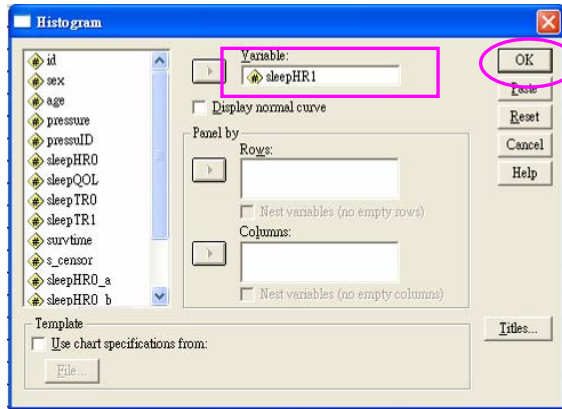 Histogram
id
sex
age
pressure
pressuID
sleepHR0
sleepQOL
sleepTR0
sleepTR1
survtime
s_censor
sleepHR0_a
sleepHR0_b
Variable:
sleepHR1
Display normal curve
Panel by
Rows:
Nest variables (no empty rows)
Columns:
Nest variables (no empty columns)
OK
Paste
Reset
Cancel
Help
Template
Use chart specifications from:
File...
Titles...